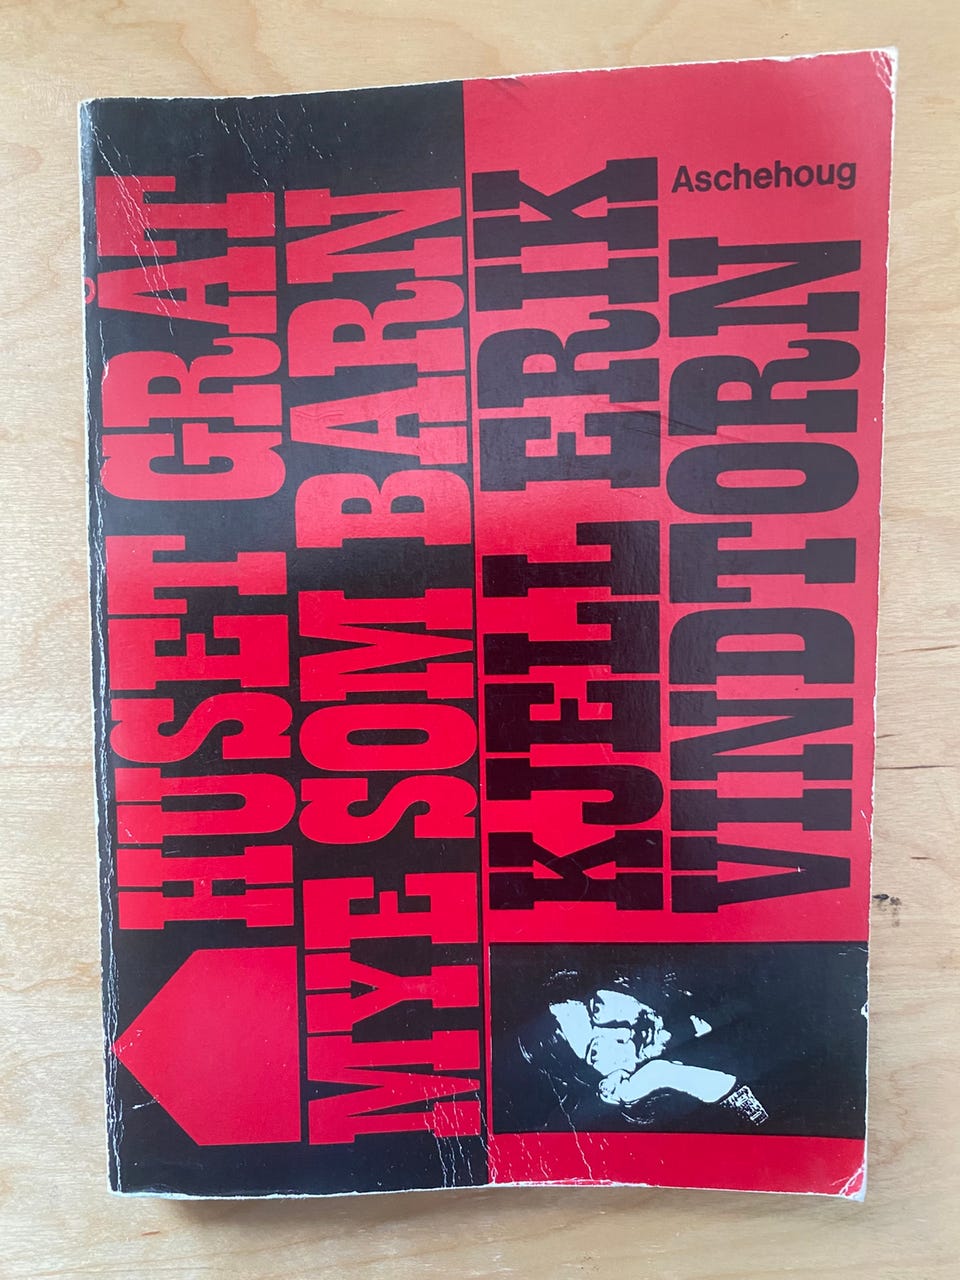 HUSET GRÅT
MYE SOM BARN
KJELL ERIK
VINDTORN
Aschehoug